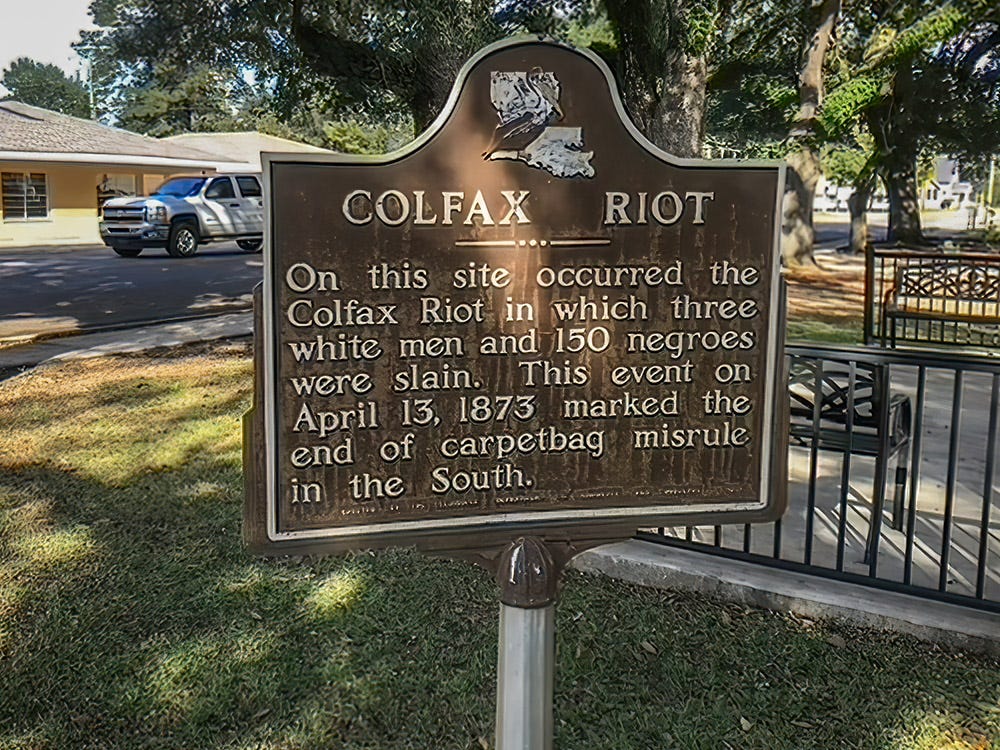 COLFAX RIOT
On this site occurred the
Colfax Riot in which three
white men and 150 negroes
were slain. This event on
April 13, 1873 marked the
end of carpetbag misrule
in the South.